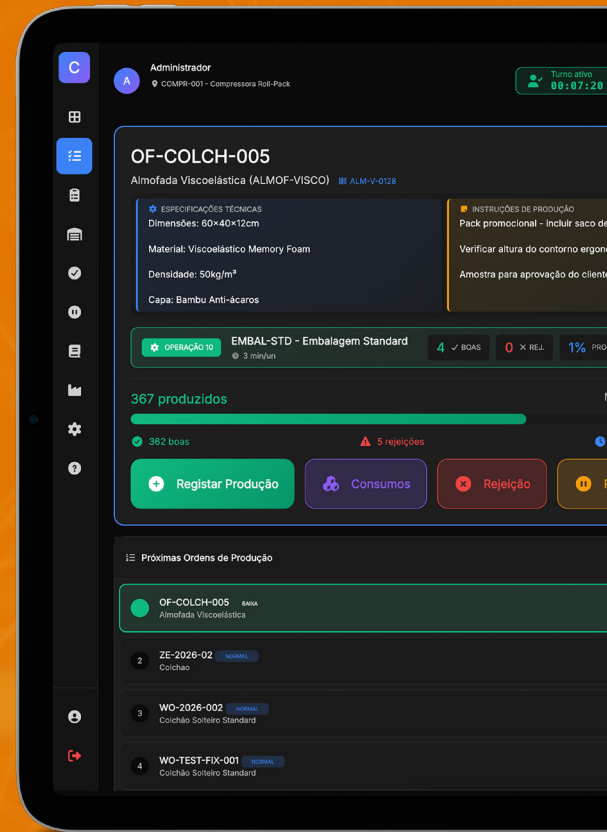 C
A
Administrador
COMPR-001 - Compressora Roll-Pack
Turno ativo
00:07:20
OF-COLCH-005
Almofada Viscoelástica (ALMOF-VISCO) ALM-V-0128
ESPECIFICAÇÕES TÉCNICAS
Dimensões: 60×40×12cm
Material: Viscoelástico Memory Foam
Densidade: 50kg/m³
Capa: Bambu Anti-ácaros
INSTRUÇÕES DE PRODUÇÃO
Pack promocional - incluir saco de
Verificar altura do contorno ergon
Amostra para aprovação do cliente
OPERAÇÃO 10
EMBAL-STD - Embalagem Standard
3 min/un
4 BOAS
0 × REJ.
1% PRO
367 produzidos
362 boas
5 rejeições
Registar Produção
Consumos
Rejeição
Próximas Ordens de Produção
OF-COLCH-005 BAIXA
Almofada Viscoelástica
2
ZE-2026-02 NORMAL
Colchao
3
WO-2026-002 NORMAL
Colchão Solteiro Standard
4
WO-TEST-FIX-001 NORMAL
Colchão Solteiro Standard